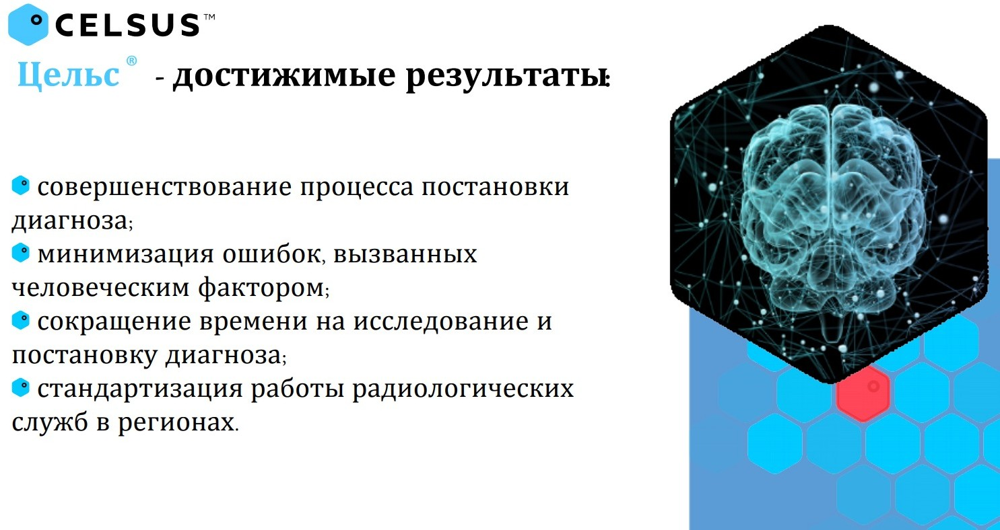 CELSUS™
Цельс® - достижимые результаты:
совершенствование процесса постановки
диагноза;
минимизация ошибок, вызванных
человеческим фактором;
сокращение времени на исследование и
постановку диагноза;
стандартизация работы радиологических
служб в регионах.